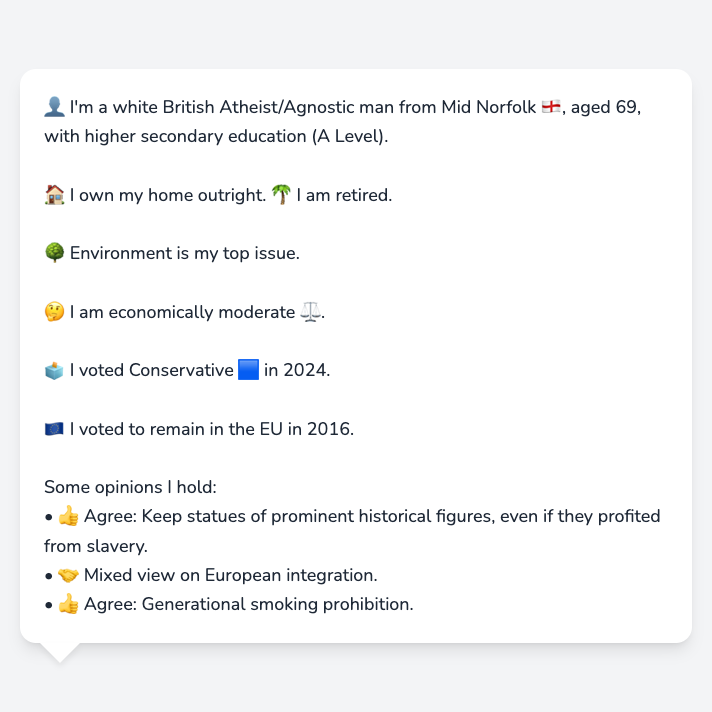 👤 I'm a white British Atheist/Agnostic man from Mid Norfolk 🏴󠁧󠁢󠁥󠁮󠁧󠁿, aged 69,
with higher secondary education (A Level).
🏠 I own my home outright. 🌴 I am retired.
🌳 Environment is my top issue.
🤔 I am economically moderate ⚖️.
🗳️ I voted Conservative 🟦 in 2024.
🇪🇺 I voted to remain in the EU in 2016.
Some opinions I hold:
• 👍 Agree: Keep statues of prominent historical figures, even if they profited
from slavery.
• 🤝 Mixed view on European integration.
• 👍 Agree: Generational smoking prohibition.